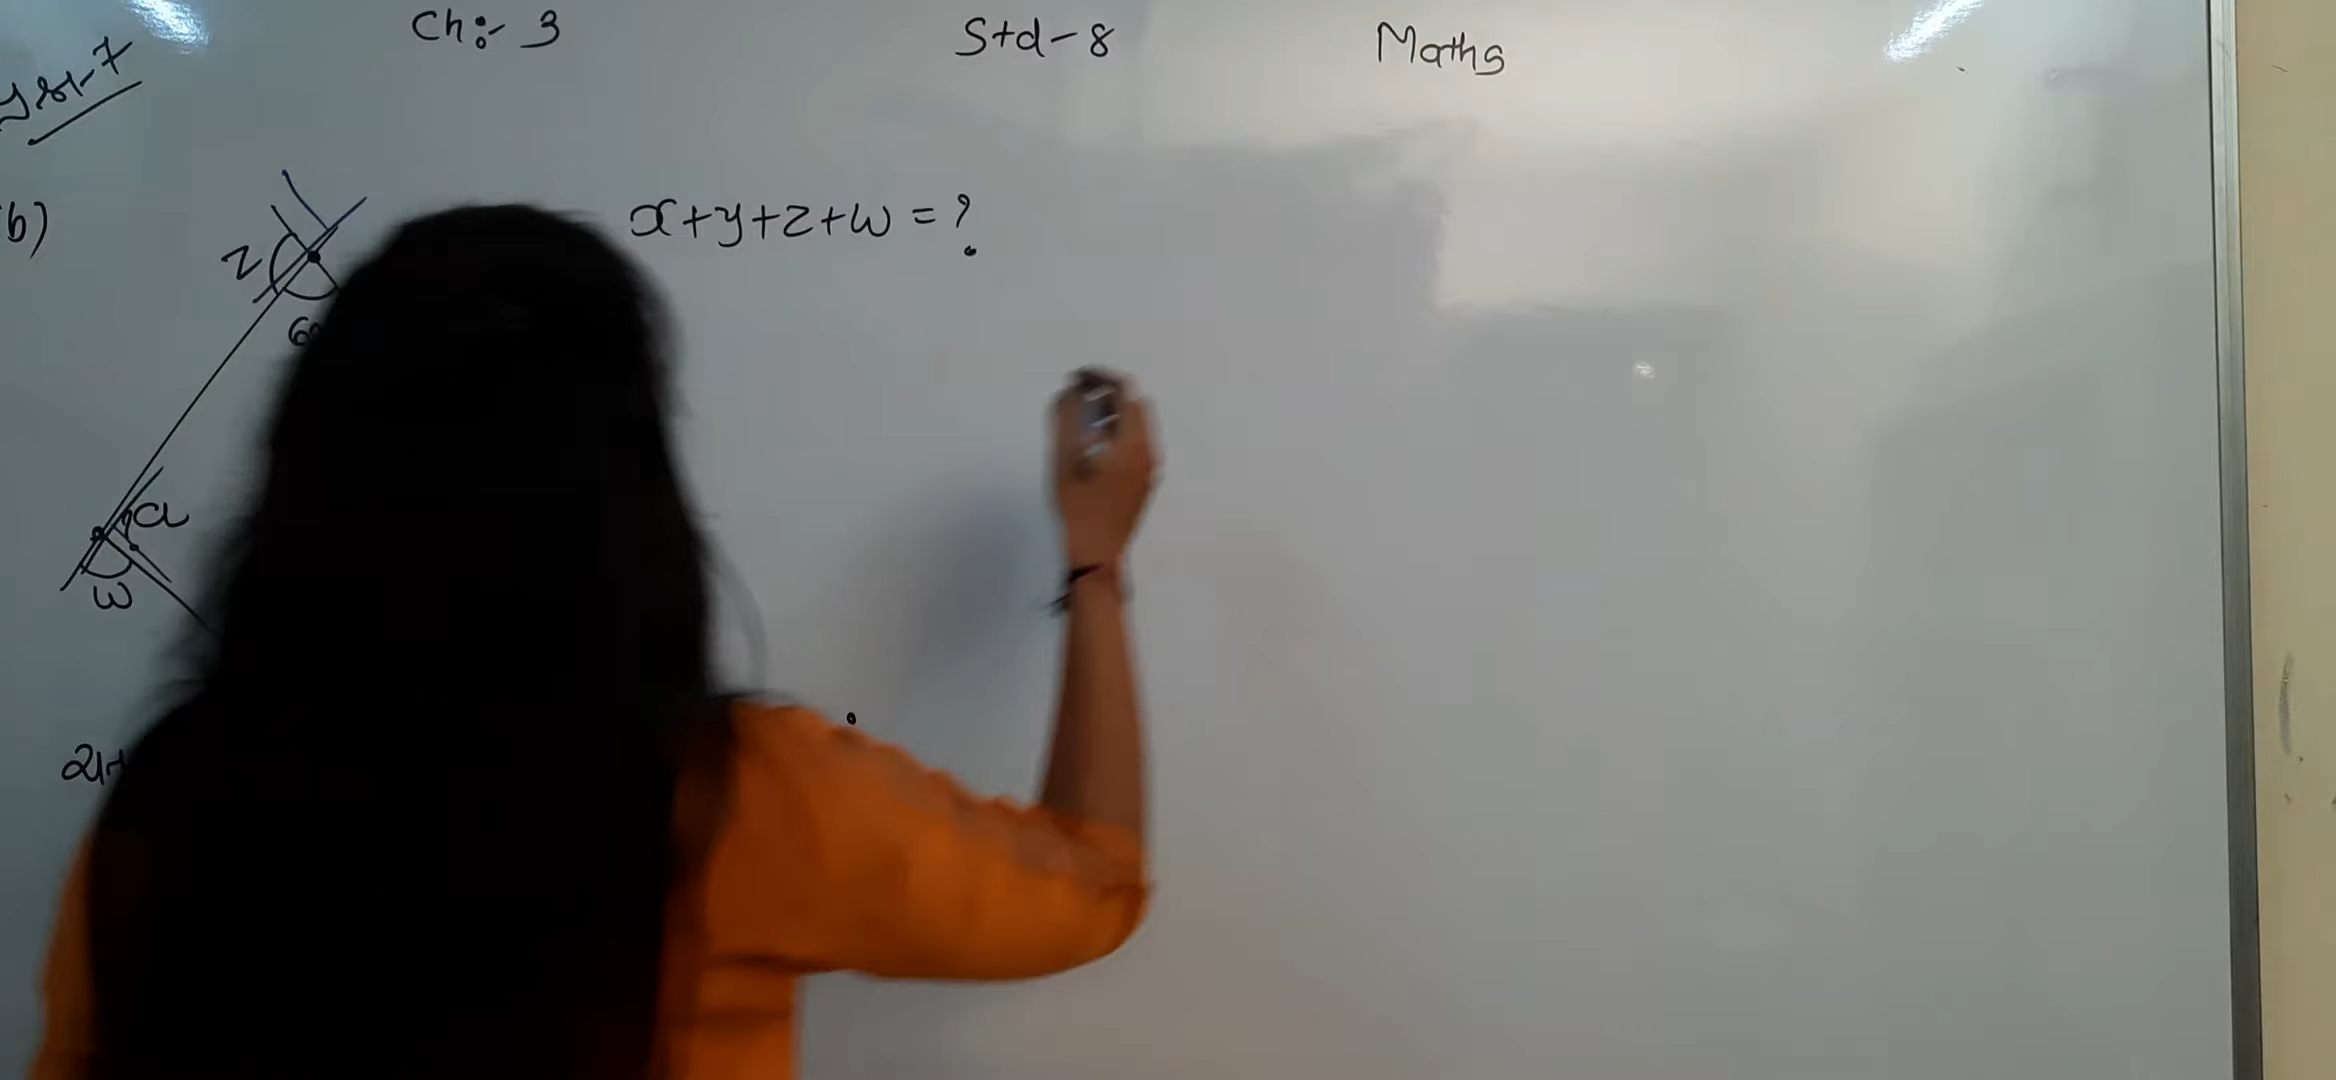 Ch:- 3 Std-8 Maths
b)
x+y+z+w = ?
z
a
w